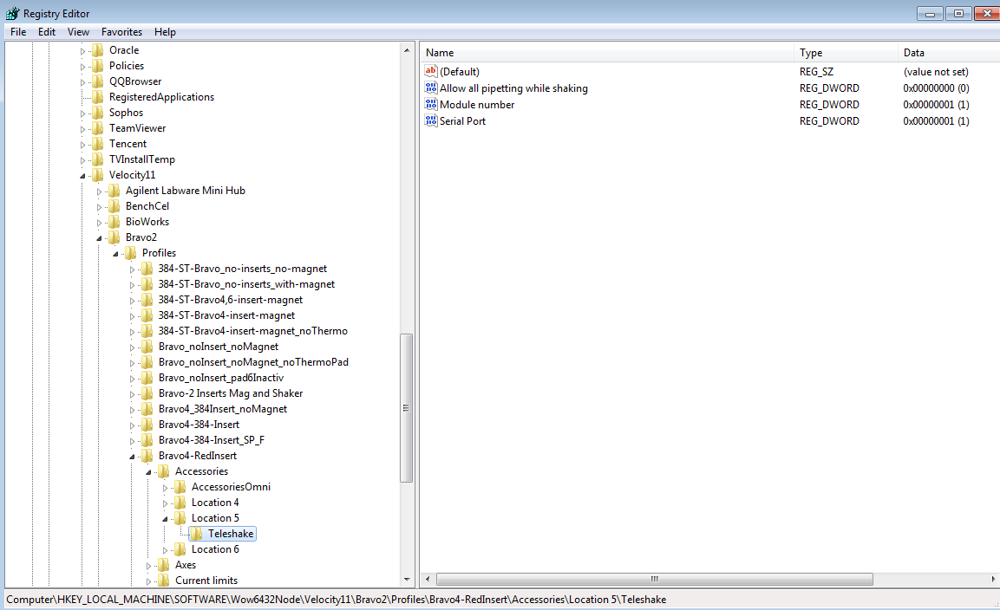 Registry Editor
File Edit View Favorites Help
Oracle
Policies
QQBrowser
RegisteredApplications
Sophos
TeamViewer
Tencent
TVInstallTemp
Velocity11
Agilent Labware Mini Hub
BenchCel
BioWorks
Bravo2
Profiles
384-ST-Bravo_no-inserts_no-magnet
384-ST-Bravo_no-inserts_with-magnet
384-ST-Bravo4,6-insert-magnet
384-ST-Bravo4-insert-magnet
384-ST-Bravo4-insert-magnet_noThermo
Bravo_noInsert_noMagnet
Bravo_noInsert_noMagnet_noThermoPad
Bravo_noInsert_pad6Inactiv
Bravo-2 Inserts Mag and Shaker
Bravo4_384Insert_noMagnet
Bravo4-384-Insert
Bravo4-384-Insert_SP_F
Bravo4-RedInsert
Accessories
AccessoriesOmni
Location 4
Location 5
Teleshake
Location 6
Axes
Current limits
Name Type Data
ab (Default) REG_SZ (value not set)
Allow all pipetting while shaking REG_DWORD 0x00000000 (0)
Module number REG_DWORD 0x00000001 (1)
Serial Port REG_DWORD 0x00000001 (1)
Computer\HKEY_LOCAL_MACHINE\SOFTWARE\Wow6432Node\Velocity11\Bravo2\Profiles\Bravo4-RedInsert\Accessories\Location 5\Teleshake